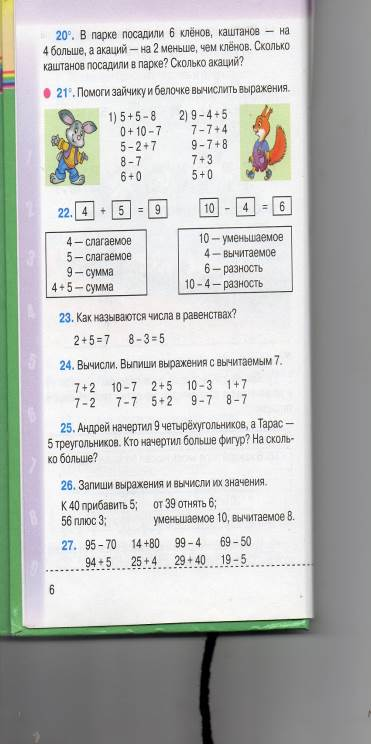 20°. В парке посадили 6 клёнов, каштанов — на
4 больше, а акаций — на 2 меньше, чем клёнов. Сколько
каштанов посадили в парке? Сколько акаций?
21°. Помоги зайчику и белочке вычислить выражения.
1) 5 + 5 – 8
0 + 10 – 7
5 – 2 + 7
8 – 7
6 + 0
2) 9 – 4 + 5
7 – 7 + 4
9 – 7 + 8
7 + 3
5 + 0
22. 4 + 5 = 9 10 – 4 = 6
4 — слагаемое
5 — слагаемое
9 — сумма
4 + 5 — сумма
10 — уменьшаемое
4 — вычитаемое
6 — разность
10 – 4 — разность
23. Как называются числа в равенствах?
2 + 5 = 7 8 – 3 = 5
24. Вычисли. Выпиши выражения с вычитаемым 7.
7 + 2 10 – 7 2 + 5 10 – 3 1 + 7
7 – 2 7 – 7 5 + 2 9 – 7 8 – 7
25. Андрей начертил 9 четырёхугольников, а Тарас —
5 треугольников. Кто начертил больше фигур? На сколь-
ко больше?
26. Запиши выражения и вычисли их значения.
К 40 прибавить 5; от 39 отнять 6;
56 плюс 3; уменьшаемое 10, вычитаемое 8.
27. 95 – 70 14 + 80 99 – 4 69 – 50
94 + 5 25 + 4 29 + 40 19 – 5
6